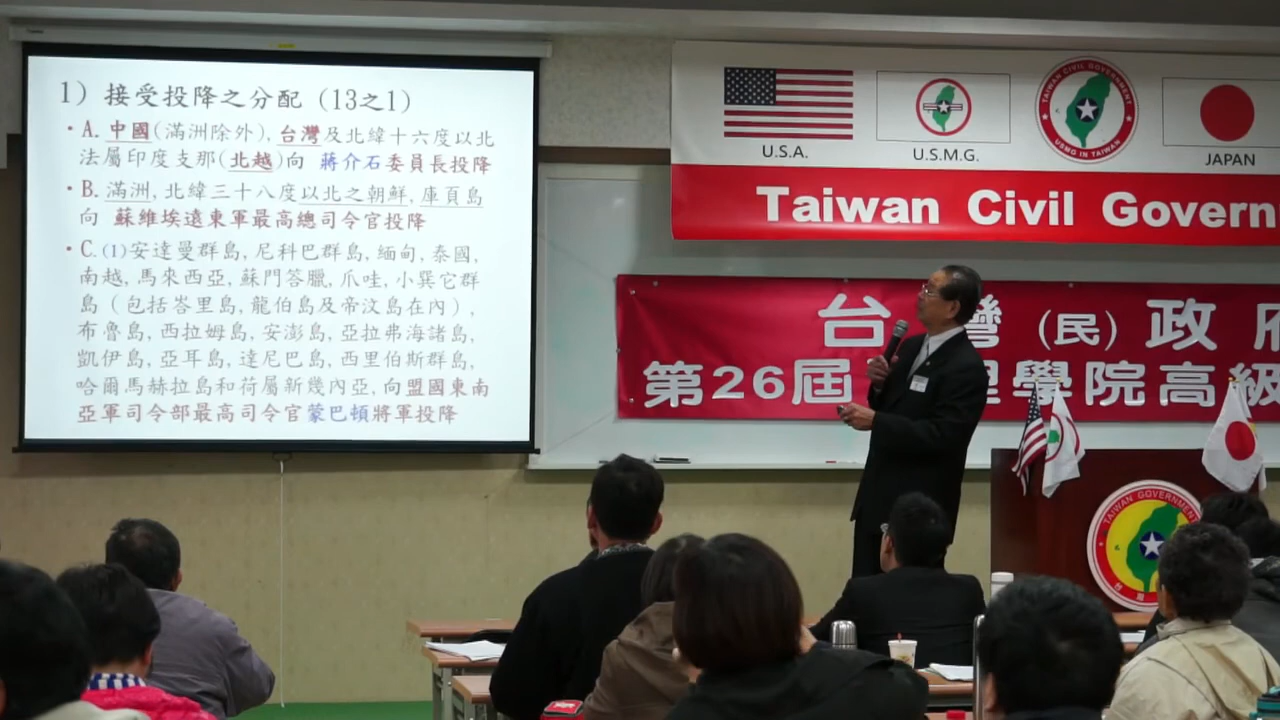 1) 接受投降之分配 (13之1)
• A. 中國(滿洲除外), 台灣及北緯十六度以北
法屬印度支那(北越)向 蔣介石委員長投降
• B. 滿洲, 北緯三十八度以北之朝鮮, 庫頁島
向 蘇維埃遠東軍最高總司令官投降
• C. (1)安達曼群島, 尼科巴群島, 緬甸, 泰國,
南越, 馬來西亞, 蘇門答臘, 爪哇, 小巽它群
島 (包括峇里島, 龍伯島及帝汶島在內),
布魯島, 西拉姆島, 安澎島, 亞拉弗海諸島,
凱伊島, 亞耳島, 達尼巴島, 西里伯斯群島,
哈爾馬赫拉島和荷屬新幾內亞, 向盟國東南
亞軍司令部最高司令官蒙巴頓將軍投降
U.S.A.
U.S.M.G.
TAIWAN CIVIL GOVERNMENT
USMG IN TAIWAN
JAPAN
Taiwan Civil Govern
台灣(民)政府
第26屆 理學院高級
TAIWAN GOVERNMENT